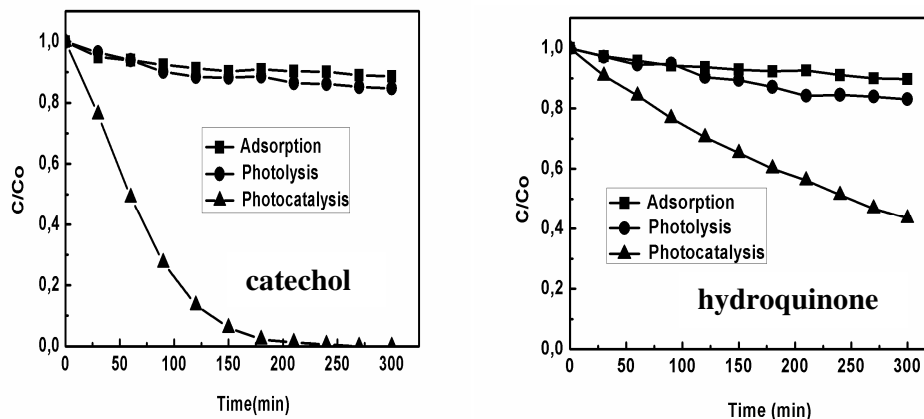 1,0
0,8
0,6
0,4
0,2
0,0
C/Co
Adsorption
Photolysis
Photocatalysis
catechol
0 50 100 150 200 250 300
Time(min)
1,0
0,8
0,6
0,4
0,2
0,0
C/Co
Adsorption
Photolysis
Photocatalysis
hydroquinone
0 50 100 150 200 250 300
Time (min)